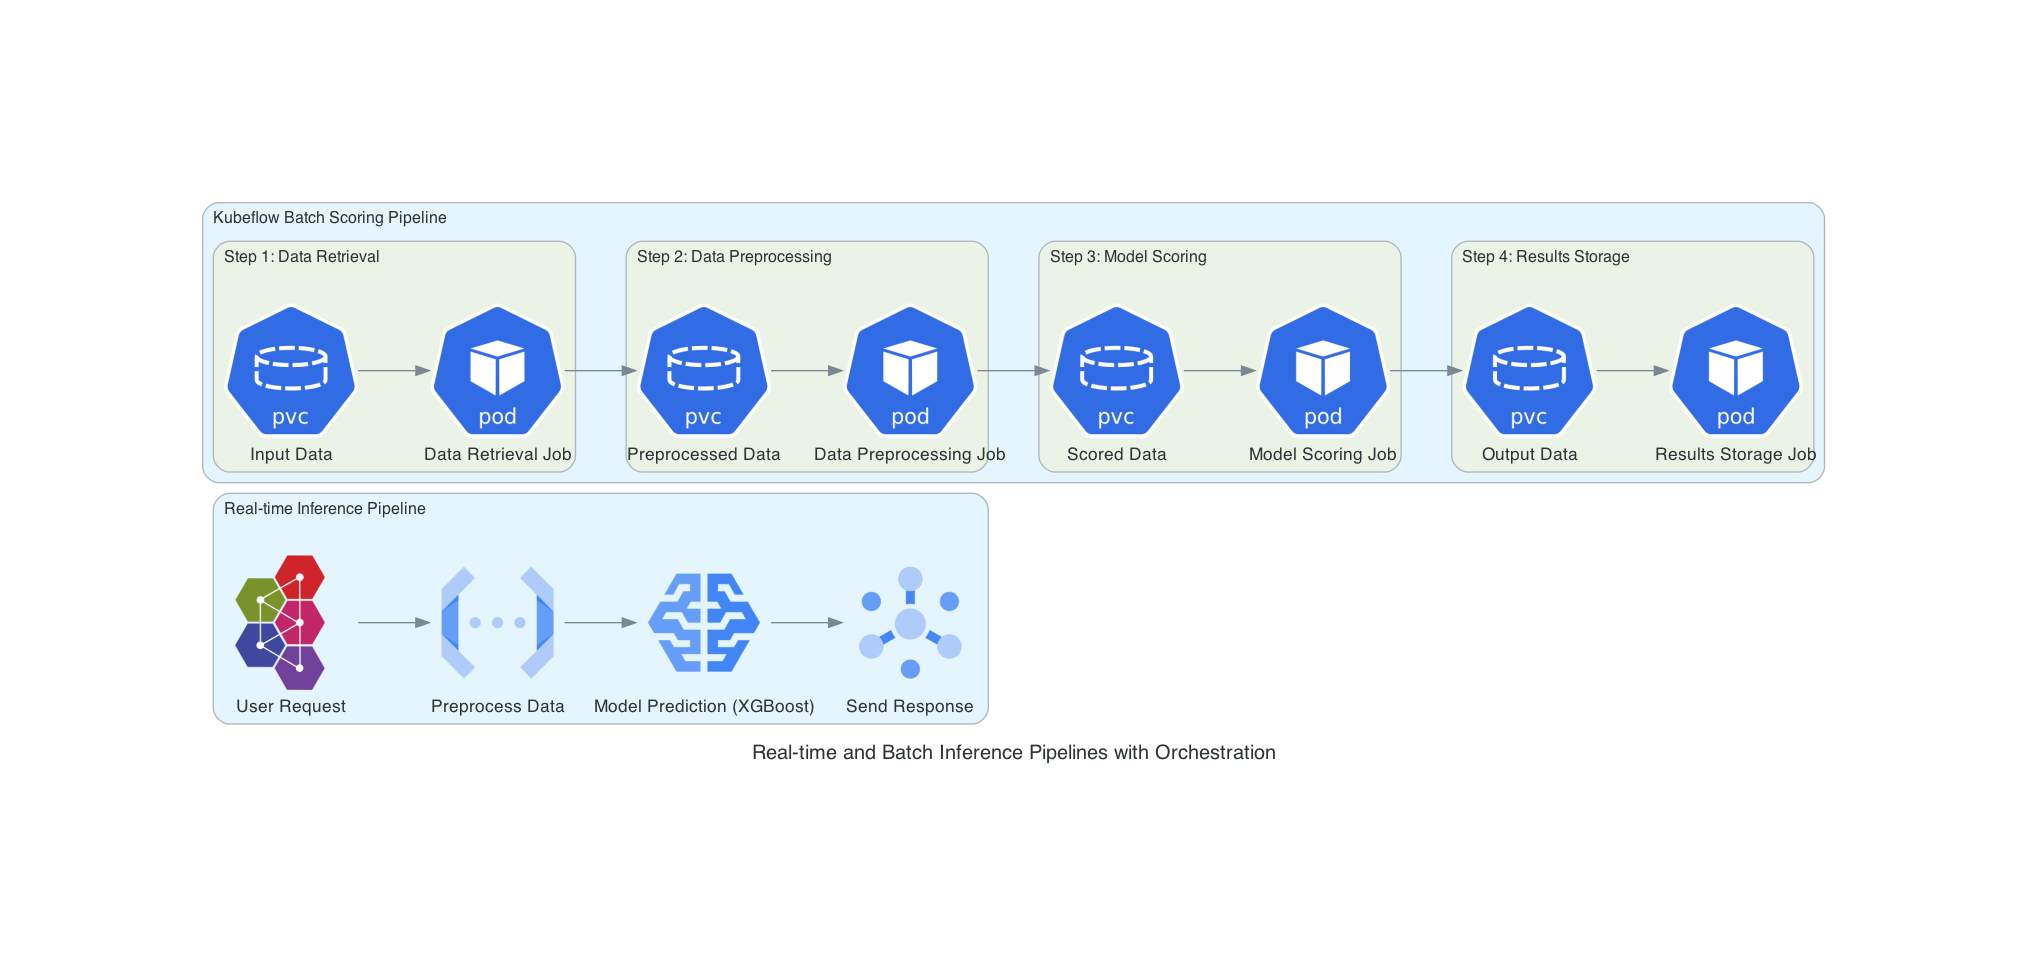 Kubeflow Batch Scoring Pipeline
Step 1: Data Retrieval
Step 2: Data Preprocessing
Step 3: Model Scoring
Step 4: Results Storage
pvc
pod
pvc
pod
pvc
pod
pvc
pod
Input Data
Data Retrieval Job
Preprocessed Data
Data Preprocessing Job
Scored Data
Model Scoring Job
Output Data
Results Storage Job
Real-time Inference Pipeline
User Request
Preprocess Data
Model Prediction (XGBoost)
Send Response
Real-time and Batch Inference Pipelines with Orchestration